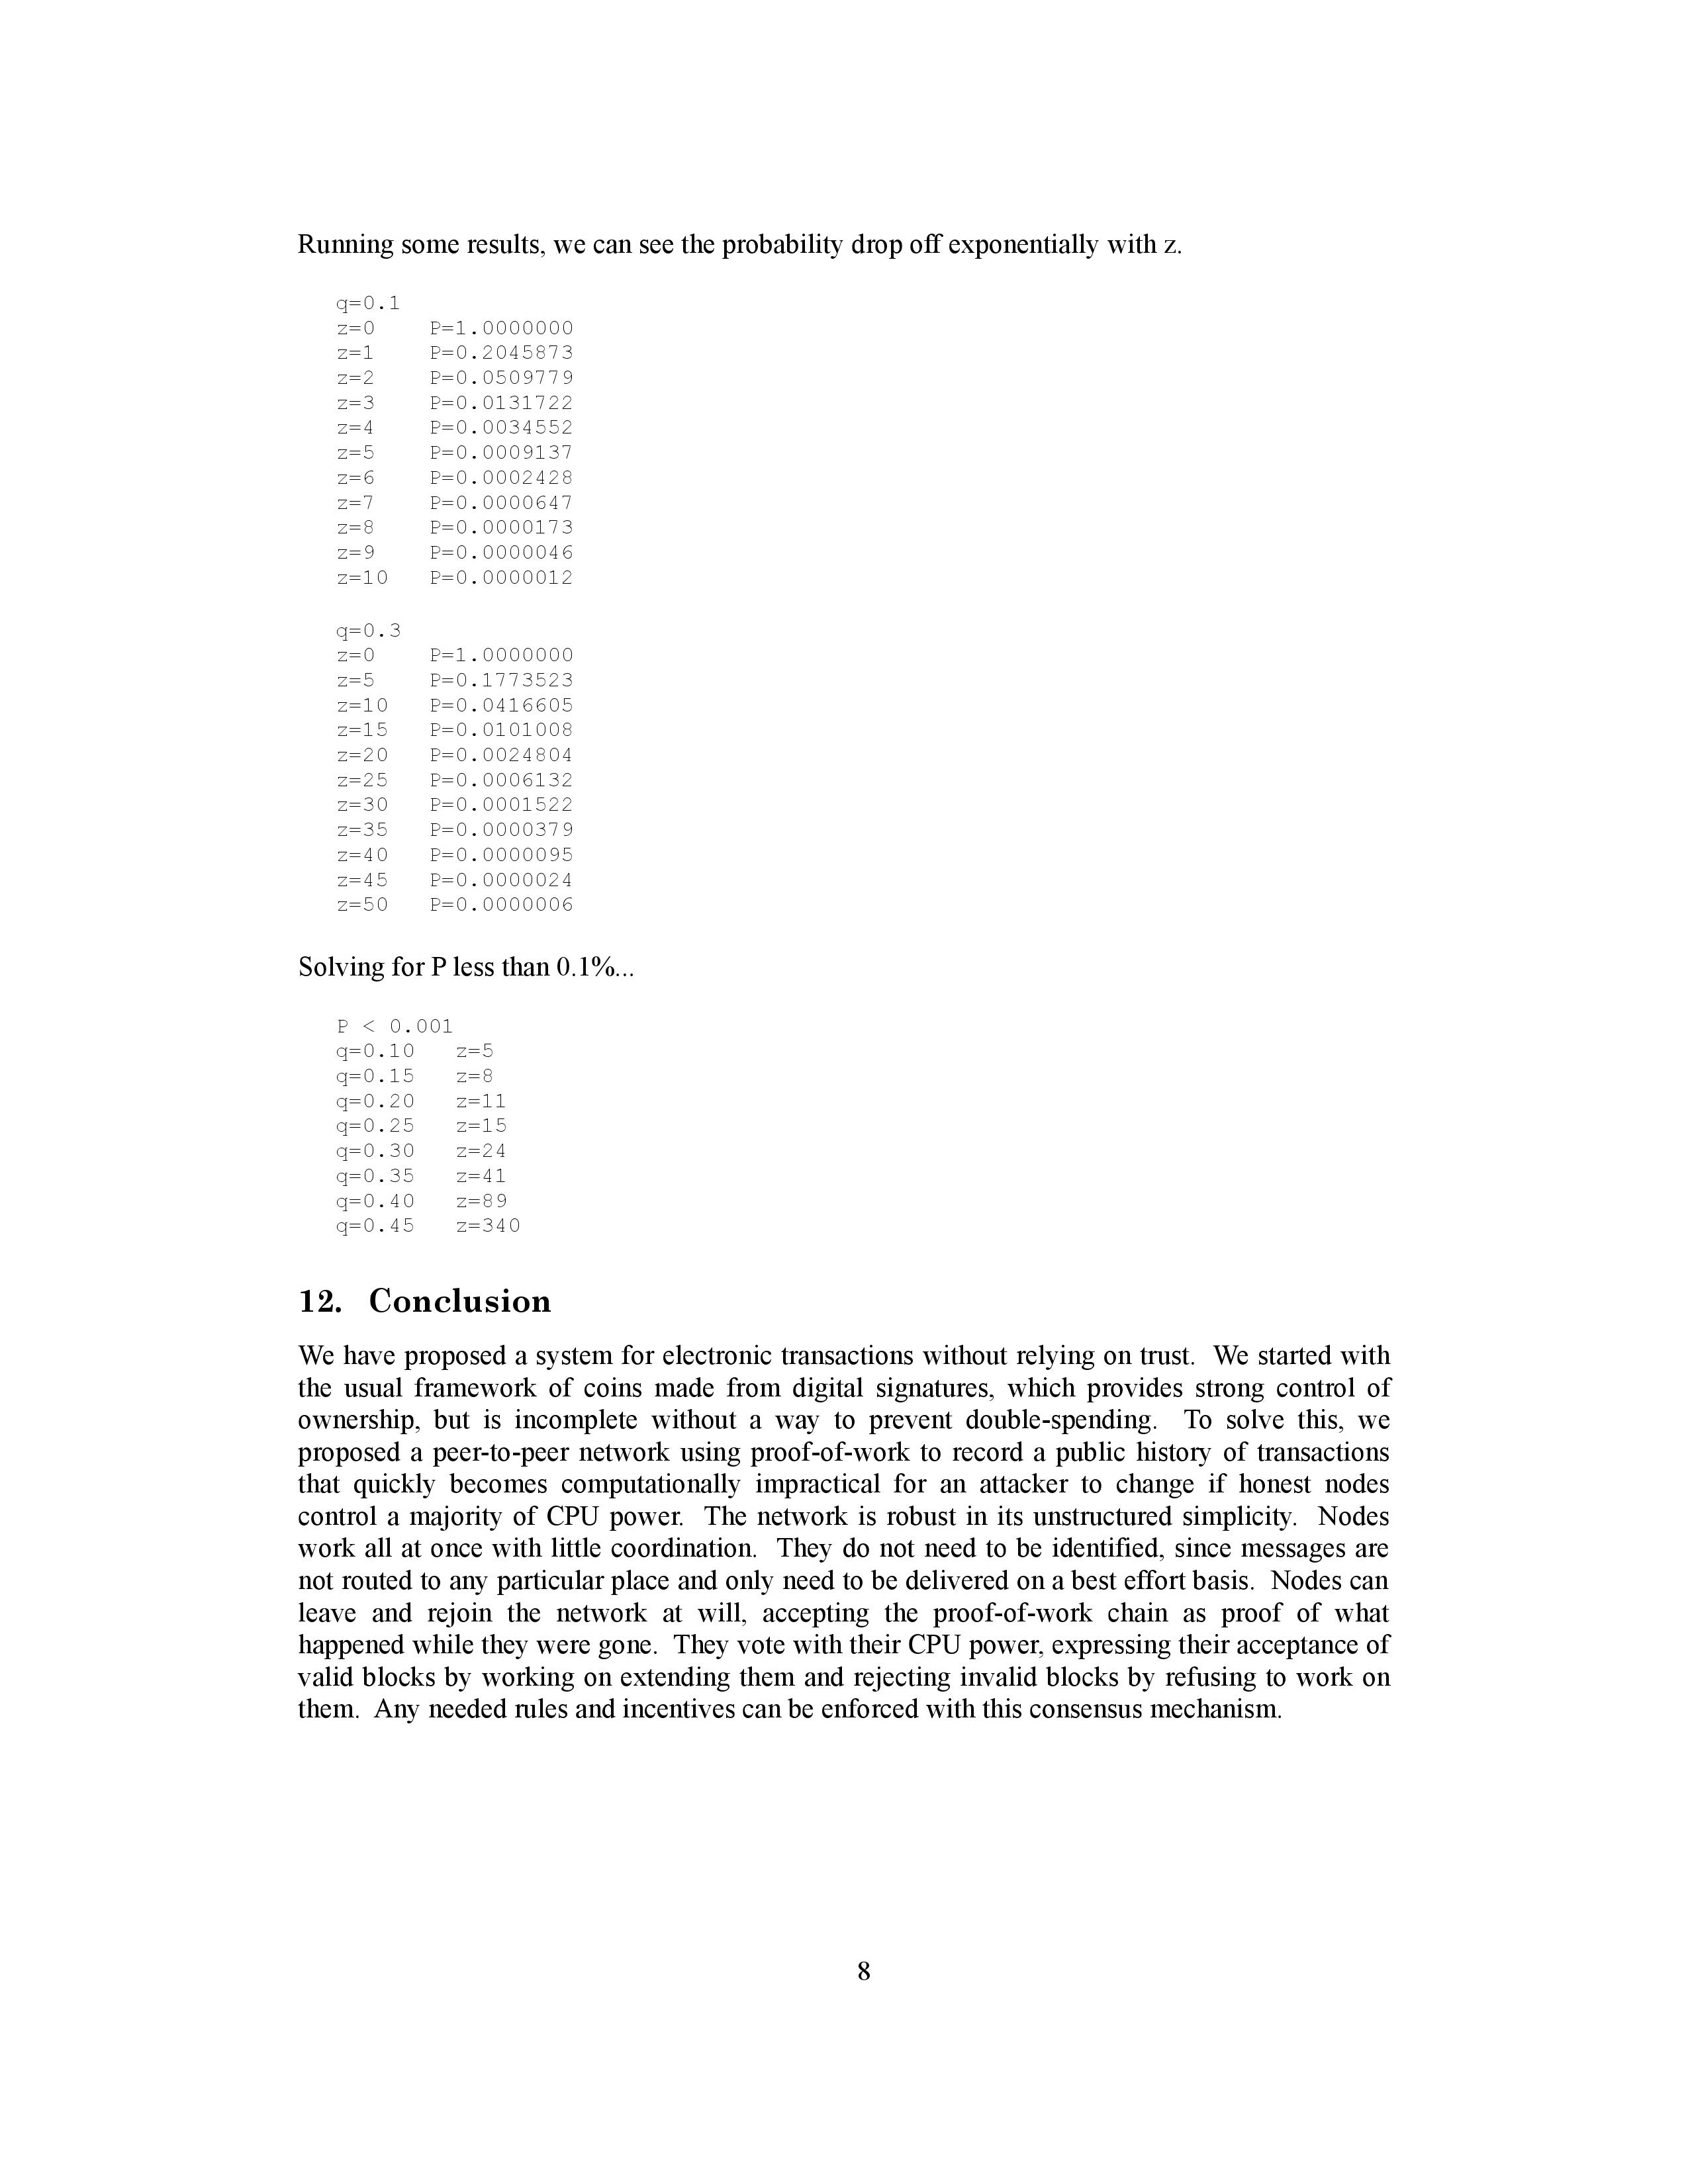 Running some results, we can see the probability drop off exponentially with z.
q=0.1
z=0 P=1.0000000
z=1 P=0.2045873
z=2 P=0.0509779
z=3 P=0.0131722
z=4 P=0.0034552
z=5 P=0.0009137
z=6 P=0.0002428
z=7 P=0.0000647
z=8 P=0.0000173
z=9 P=0.0000046
z=10 P=0.0000012
q=0.3
z=0 P=1.0000000
z=5 P=0.1773523
z=10 P=0.0416605
z=15 P=0.0101008
z=20 P=0.0024804
z=25 P=0.0006132
z=30 P=0.0001522
z=35 P=0.0000379
z=40 P=0.0000095
z=45 P=0.0000024
z=50 P=0.0000006
Solving for P less than 0.1%...
P < 0.001
q=0.10 z=5
q=0.15 z=8
q=0.20 z=11
q=0.25 z=15
q=0.30 z=24
q=0.35 z=41
q=0.40 z=89
q=0.45 z=340
12. Conclusion
We have proposed a system for electronic transactions without relying on trust. We started with
the usual framework of coins made from digital signatures, which provides strong control of
ownership, but is incomplete without a way to prevent double-spending. To solve this, we
proposed a peer-to-peer network using proof-of-work to record a public history of transactions
that quickly becomes computationally impractical for an attacker to change if honest nodes
control a majority of CPU power. The network is robust in its unstructured simplicity. Nodes
work all at once with little coordination. They do not need to be identified, since messages are
not routed to any particular place and only need to be delivered on a best effort basis. Nodes can
leave and rejoin the network at will, accepting the proof-of-work chain as proof of what
happened while they were gone. They vote with their CPU power, expressing their acceptance of
valid blocks by working on extending them and rejecting invalid blocks by refusing to work on
them. Any needed rules and incentives can be enforced with this consensus mechanism.
8